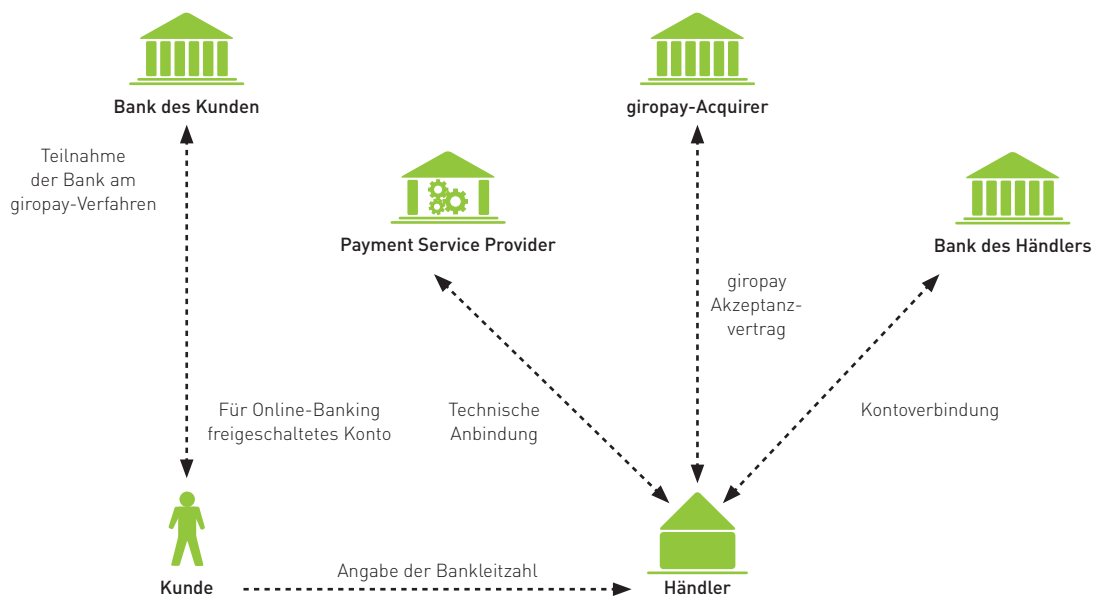 Bank des Kunden
giropay-Acquirer
Teilnahme
der Bank am
giropay-Verfahren
Payment Service Provider
Bank des Händlers
giropay
Akzeptanz-
vertrag
Für Online-Banking
freigeschaltetes Konto
Technische
Anbindung
Kontoverbindung
Kunde
Angabe der Bankleitzahl
Händler